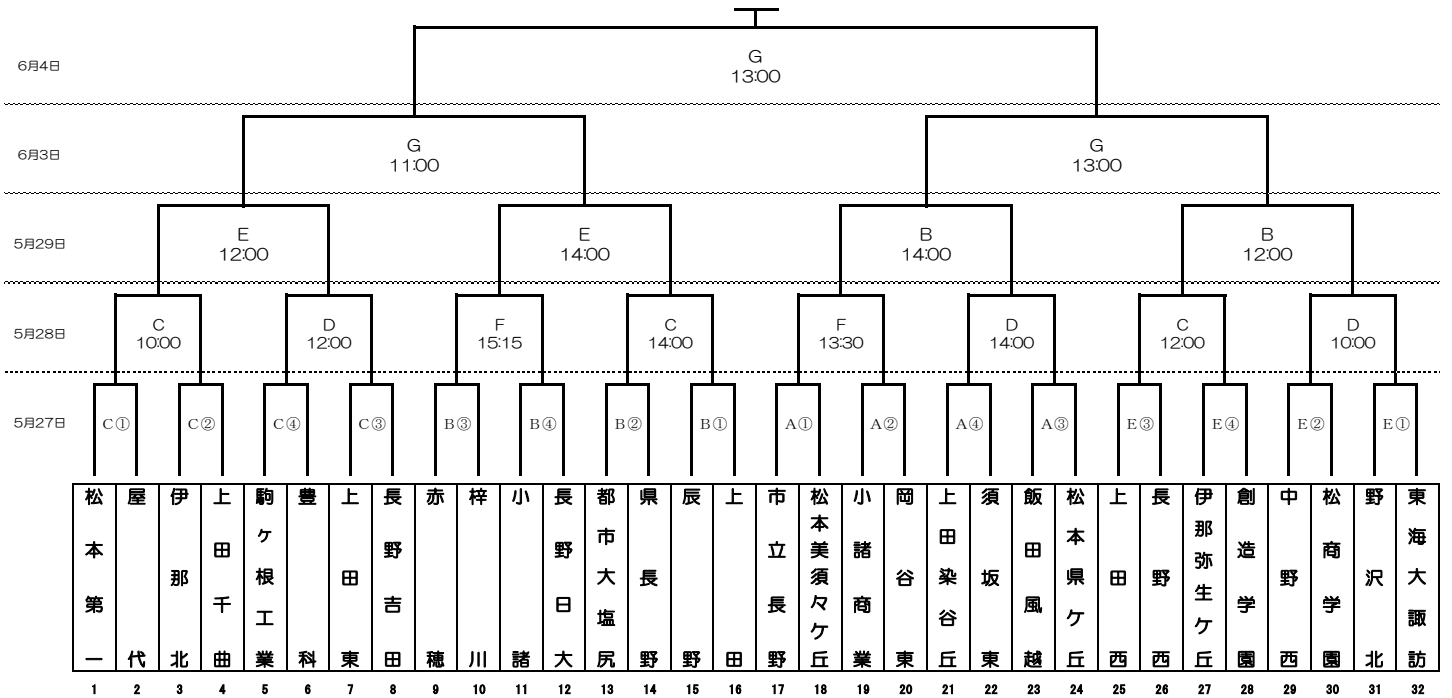 6月4日
G
13:00
6月3日
G
11:00
G
13:00
5月29日
E
12:00
E
14:00
B
14:00
B
12:00
5月28日
C
10:00
D
12:00
F
15:15
C
14:00
F
13:30
D
14:00
C
12:00
D
10:00
5月27日
C① C② C④ C③ B③ B④ B② B① A① A② A④ A③ E③ E④ E② E①
松本第一
屋代
伊那北
上田千曲
駒ヶ根工業
豊科
上田東
長野吉田
赤穂
梓川
小諸
長野日大
都市大塩尻
県長野
辰野
上田
市立長野
松本美須々ケ丘
小諸商業
岡谷東
上田染谷丘
須坂東
飯田風越
松本県ケ丘
上田西
長野西
伊那弥生ケ丘
創造学園
中野西
松商学園
野沢北
東海大諏訪
1 2 3 4 5 6 7 8 9 10 11 12 13 14 15 16 17 18 19 20 21 22 23 24 25 26 27 28 29 30 31 32